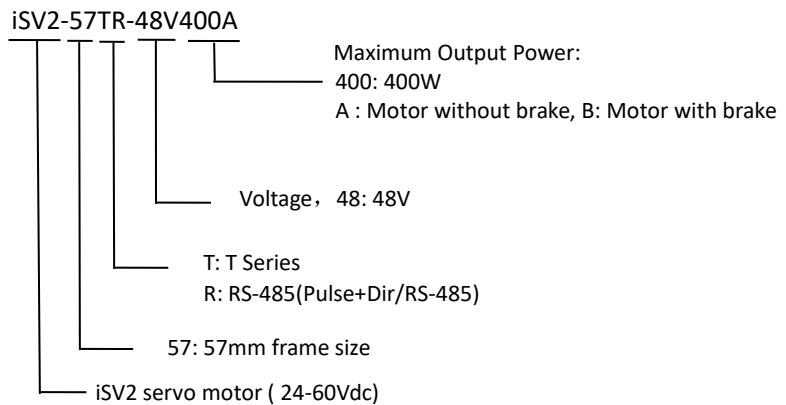 iSV2-57TR-48V400A
Maximum Output Power:
400: 400W
A : Motor without brake, B: Motor with brake
Voltage，48: 48V
T: T Series
R: RS-485(Pulse+Dir/RS-485)
57: 57mm frame size
iSV2 servo motor ( 24-60Vdc)